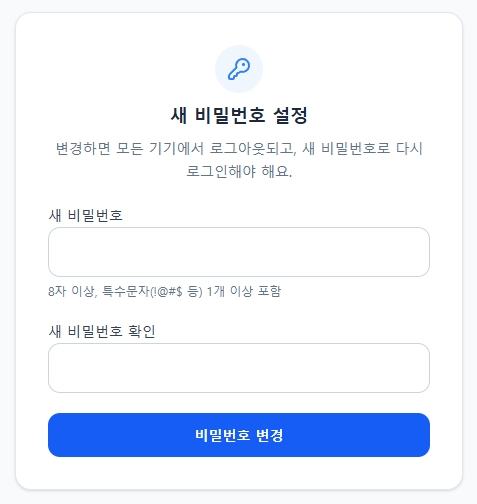 새 비밀번호 설정
변경하면 모든 기기에서 로그아웃되고, 새 비밀번호로 다시
로그인해야 해요.
새 비밀번호
8자 이상, 특수문자(!@#$ 등) 1개 이상 포함
새 비밀번호 확인
비밀번호 변경